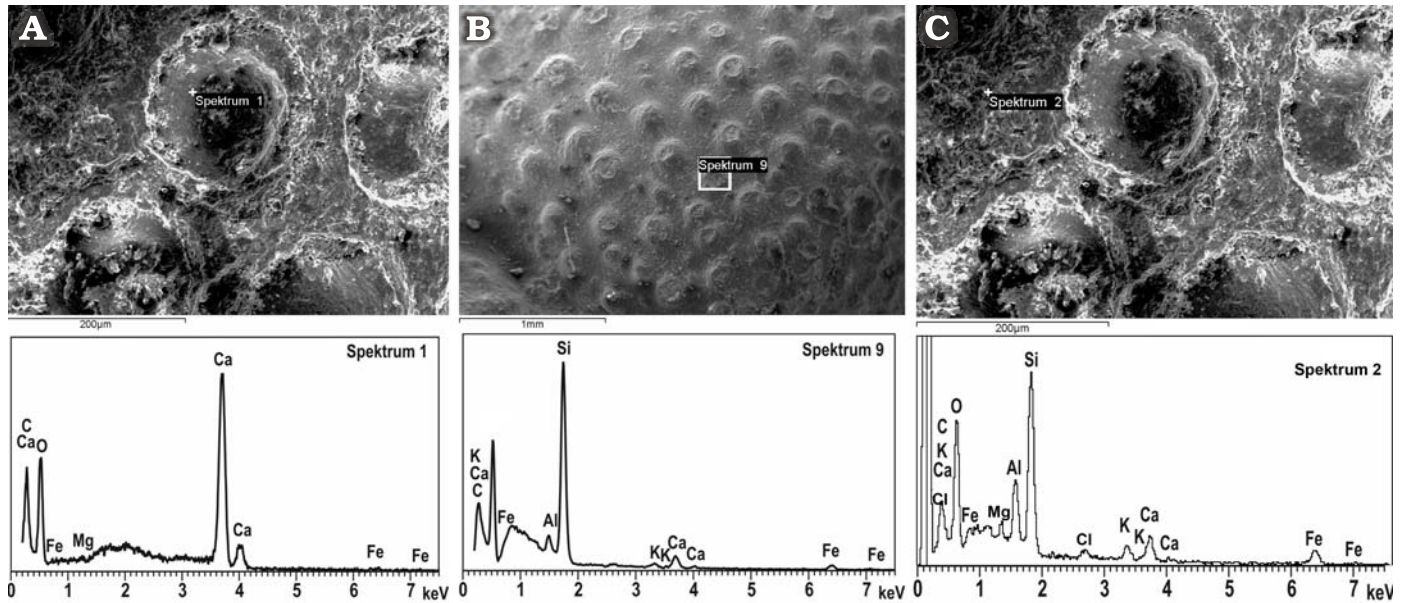 A
Spektrum 1
200µm
B
Spektrum 9
1mm
C
Spektrum 2
200µm
Spektrum 1
C
Ca
O
Fe
Mg
Ca
Ca
Fe
Fe
0 1 2 3 4 5 6 7 keV
Spektrum 9
K
Ca
C
Fe
Al
Si
K
K
Ca
Ca
Fe
Fe
0 1 2 3 4 5 6 7 keV
Spektrum 2
C
K
Ca
Cl
O
Fe
Mg
Al
Si
Cl
K
K
Ca
Ca
Fe
Fe
0 1 2 3 4 5 6 7 keV